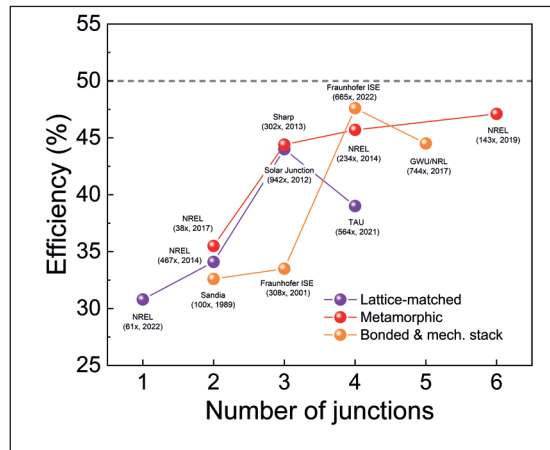 Efficiency (%)
50
45
40
35
30
25
Fraunhofer ISE
(665x, 2022)
Sharp
(302x, 2013)
NREL
(234x, 2014)
NREL
(143x, 2019)
GWU/NRL
(744x, 2017)
Solar Junction
(942x, 2012)
NREL
(38x, 2017)
TAU
(564x, 2021)
NREL
(467x, 2014)
Sandia
(100x, 1989)
Fraunhofer ISE
(308x, 2001)
NREL
(61x, 2022)
Lattice-matched
Metamorphic
Bonded & mech. stack
1 2 3 4 5 6
Number of junctions